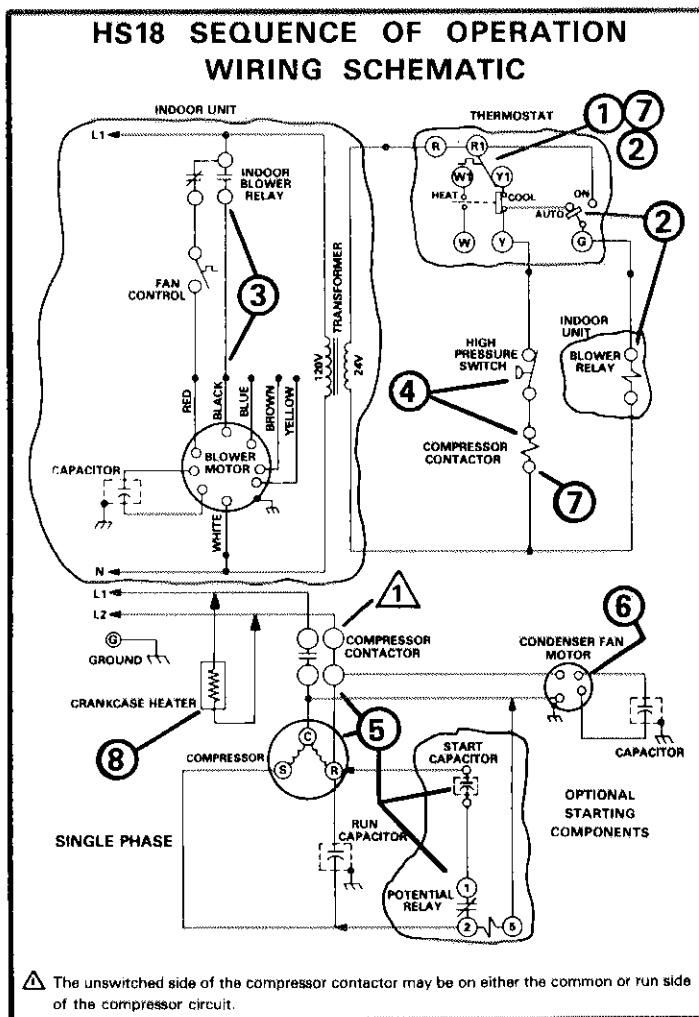 HS18 SEQUENCE OF OPERATION
WIRING SCHEMATIC
INDOOR UNIT
THERMOSTAT
1 7
2
L1
R R1
W1 Y1
INDOOR
BLOWER
RELAY
HEAT
COOL
ON
AUTO
W Y G
2
FAN
CONTROL
3
TRANSFORMER
120V
24V
HIGH
PRESSURE
SWITCH
INDOOR
UNIT
BLOWER
RELAY
4
RED
BLACK
BLUE
BROWN
YELLOW
COMPRESSOR
CONTACTOR
7
BLOWER
MOTOR
CAPACITOR
WHITE
N
L1
L2
1
6
G
GROUND
COMPRESSOR
CONTACTOR
CONDENSER FAN
MOTOR
CRANKCASE HEATER
8
C
5
COMPRESSOR
S R
START
CAPACITOR
CAPACITOR
OPTIONAL
STARTING
COMPONENTS
SINGLE PHASE
RUN
CAPACITOR
1
POTENTIAL
RELAY
2 5
1 The unswitched side of the compressor contactor may be on either the common or run side
of the compressor circuit.